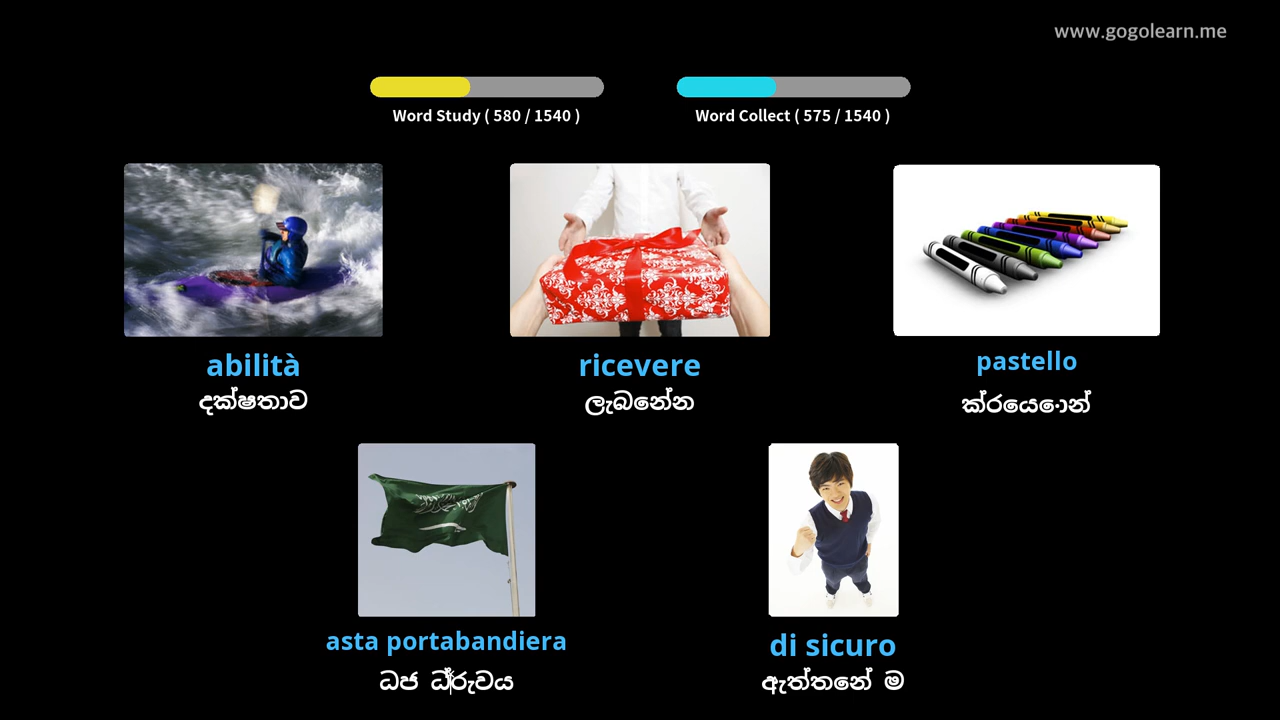 www.gogolearn.me
Word Study ( 580 / 1540 )
Word Collect ( 575 / 1540 )
abilità
දක්ෂතාව
ricevere
ලැබනේන
pastello
ක්රයෙොන්
asta portabandiera
ධජ ධ්රුවය
di sicuro
ඇත්තනේ ම